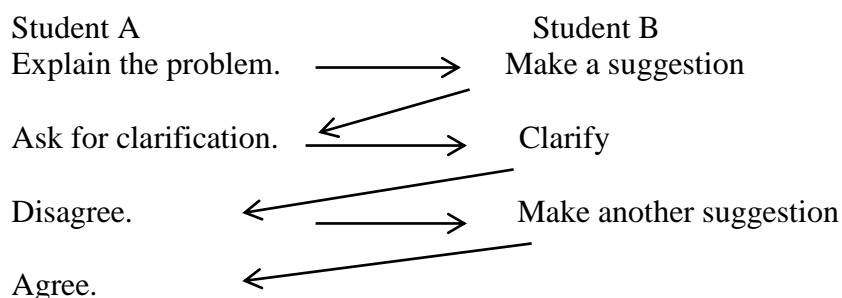 Student A Student B
Explain the problem. Make a suggestion
Ask for clarification. Clarify
Disagree. Make another suggestion
Agree.